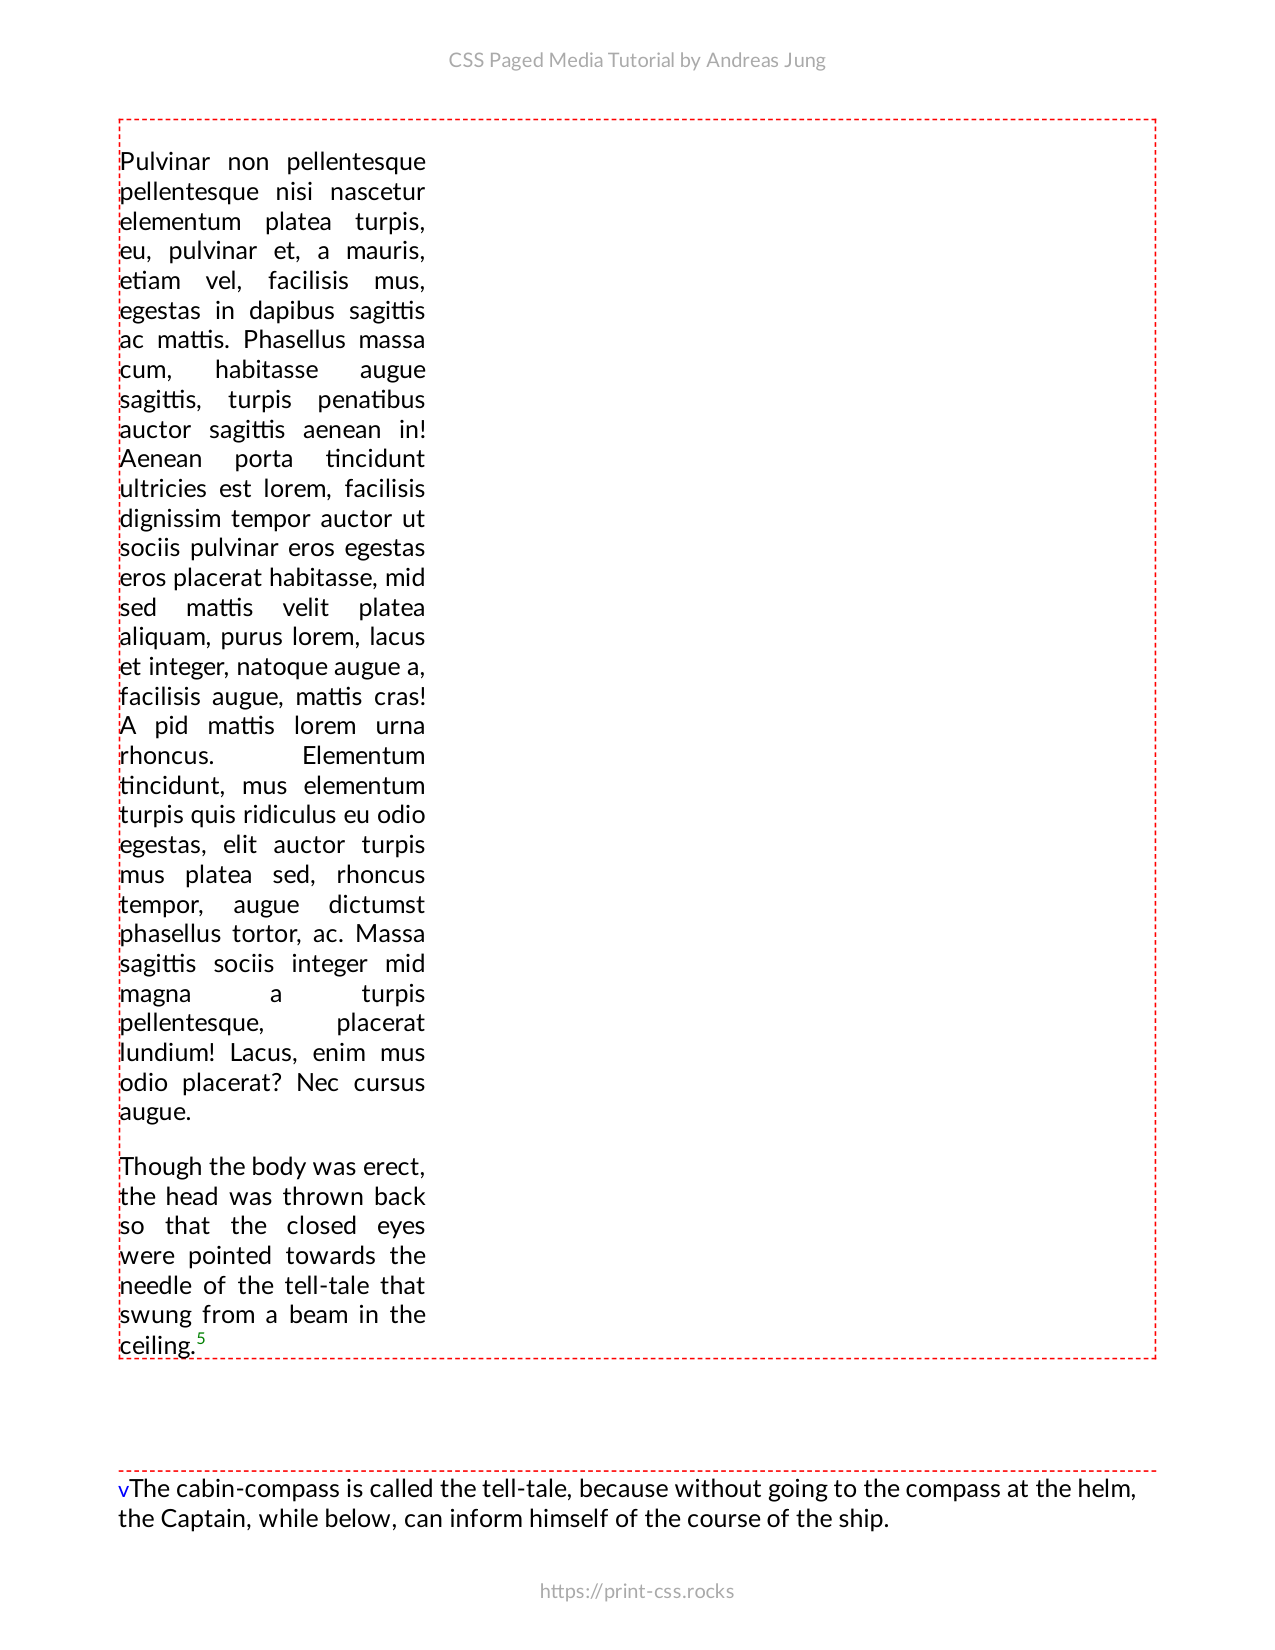 CSS Paged Media Tutorial by Andreas Jung
Pulvinar non pellentesque
pellentesque nisi nascetur
elementum platea turpis,
eu, pulvinar et, a mauris,
etiam vel, facilisis mus,
egestas in dapibus sagittis
ac mattis. Phasellus massa
cum, habitasse augue
sagittis, turpis penatibus
auctor sagittis aenean in!
Aenean porta tincidunt
ultricies est lorem, facilisis
dignissim tempor auctor ut
sociis pulvinar eros egestas
eros placerat habitasse, mid
sed mattis velit platea
aliquam, purus lorem, lacus
et integer, natoque augue a,
facilisis augue, mattis cras!
A pid mattis lorem urna
rhoncus. Elementum
tincidunt, mus elementum
turpis quis ridiculus eu odio
egestas, elit auctor turpis
mus platea sed, rhoncus
tempor, augue dictumst
phasellus tortor, ac. Massa
sagittis sociis integer mid
magna a turpis
pellentesque, placerat
lundium! Lacus, enim mus
odio placerat? Nec cursus
augue.
Though the body was erect,
the head was thrown back
so that the closed eyes
were pointed towards the
needle of the tell-tale that
swung from a beam in the
ceiling.5
vThe cabin-compass is called the tell-tale, because without going to the compass at the helm,
the Captain, while below, can inform himself of the course of the ship.
https://print-css.rocks